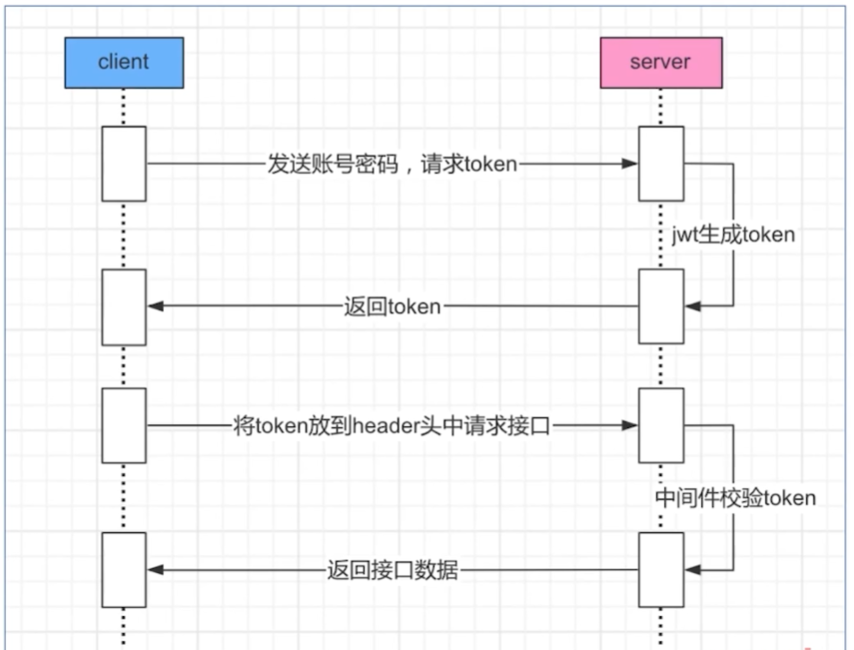 client
server
发送账号密码，请求token
jwt生成token
返回token
将token放到header头中请求接口
中间件校验token
返回接口数据